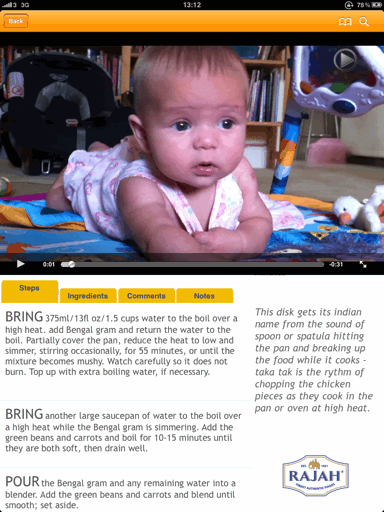 3 3G 13:12 78%
Back
0:01 -0:31
Steps
Ingredients Comments Notes
BRING 375ml/13fl oz/1.5 cups water to the boil over a
high heat. add Bengal gram and return the water to the
boil. Partially cover the pan, reduce the heat to low and
simmer, stirring occasionally, for 55 minutes, or until the
mixture becomes mushy. Watch carefully so it does not
burn. Top up with extra boiling water, if necessary.
BRING another large saucepan of water to the boil over
a high heat while the Bengal gram is simmering. Add the
green beans and carrots and boil for 10-15 minutes until
they are both soft, then drain well.
POUR the Bengal gram and any remaining water into a
blender. Add the green beans and carrots and blend until
smooth; set aside.
This disk gets its indian
name from the sound of
spoon or spatula hitting
the pan and breaking up
the food while it cooks -
taka tak is the rythm of
chopping the chicken
pieces as they cook in the
pan or oven at high heat.
RAJAH